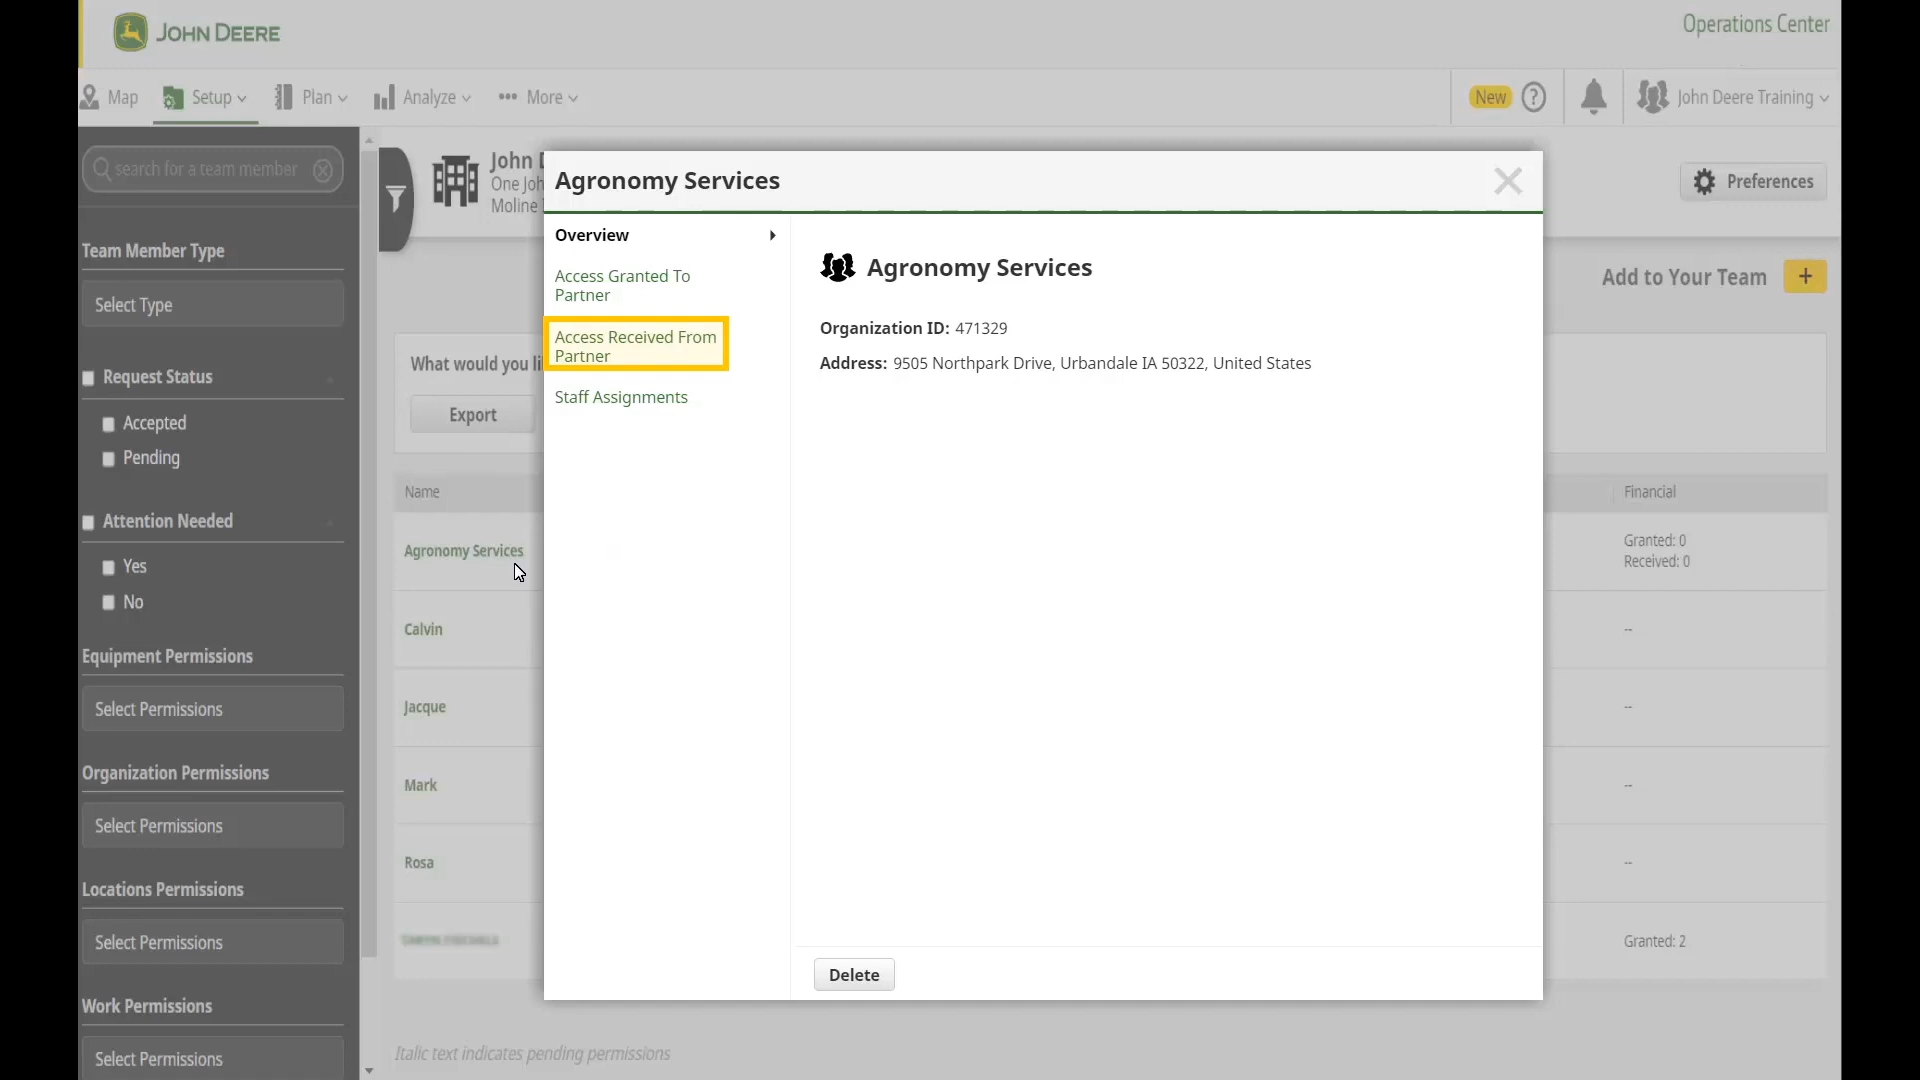 JOHN DEERE
Operations Center
Map
Setup
Plan
Analyze
More
New
?
John Deere Training
search for a team member
Team Member Type
Select Type
Request Status
Accepted
Pending
Attention Needed
Yes
No
Equipment Permissions
Select Permissions
Organization Permissions
Select Permissions
Locations Permissions
Select Permissions
Work Permissions
Select Permissions
John D
One Joh
Moline
Preferences
Add to Your Team +
What would you li
Export
Name
Financial
Agronomy Services
Granted: 0
Received: 0
Calvin
--
Jacque
--
Mark
--
Rosa
--
Granted: 2
Italic text indicates pending permissions
Agronomy Services
Overview
Access Granted To
Partner
Access Received From
Partner
Staff Assignments
Agronomy Services
Organization ID: 471329
Address: 9505 Northpark Drive, Urbandale IA 50322, United States
Delete